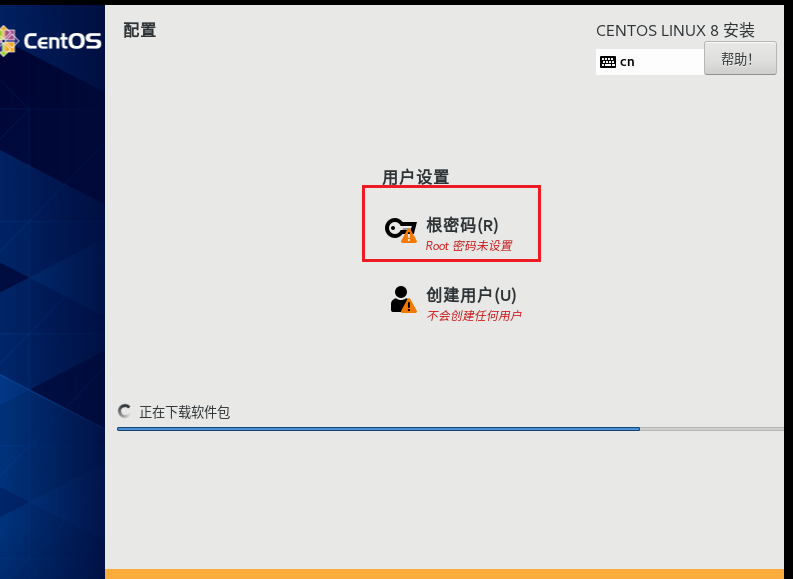 CentOS
配置
CENTOS LINUX 8 安装
cn
帮助!
用户设置
根密码(R)
Root 密码未设置
创建用户(U)
不会创建任何用户
正在下载软件包